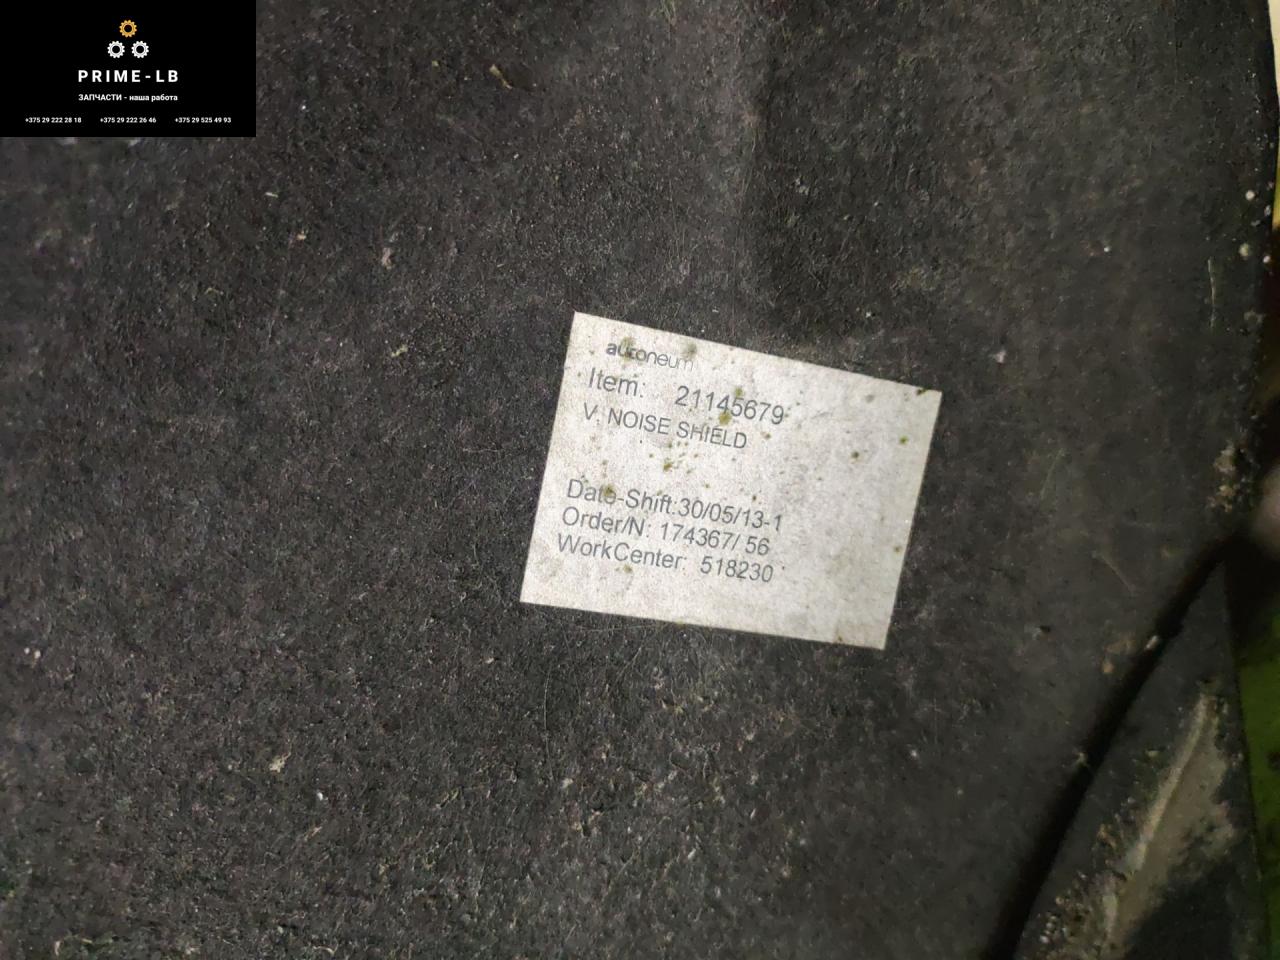 PRIME-LB
ЗАПЧАСТИ - наша работа
+375 29 222 28 18 +375 29 222 26 46 +375 29 525 49 93
autoneum
Item: 21145679
V. NOISE SHIELD
Date-Shift:30/05/13-1
Order/N: 174367/ 56
WorkCenter: 518230